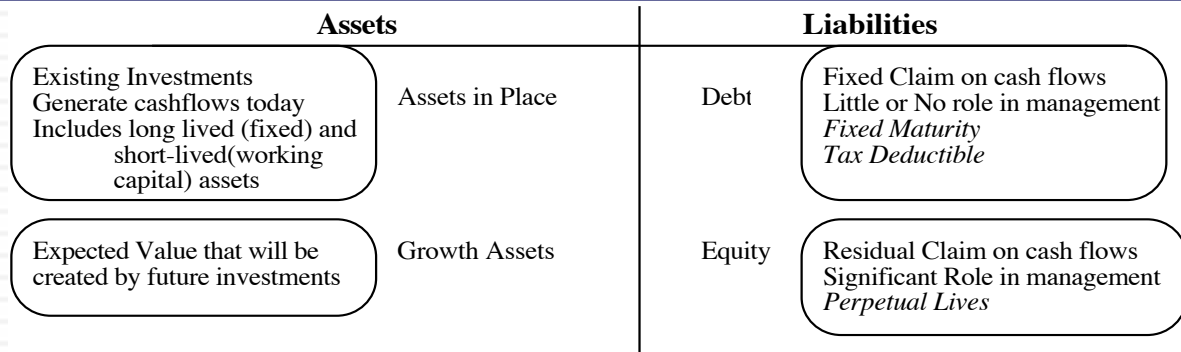 Assets
Liabilities
Existing Investments
Generate cashflows today
Includes long lived (fixed) and
short-lived(working
capital) assets
Assets in Place
Debt
Fixed Claim on cash flows
Little or No role in management
Fixed Maturity
Tax Deductible
Expected Value that will be
created by future investments
Growth Assets
Equity
Residual Claim on cash flows
Significant Role in management
Perpetual Lives